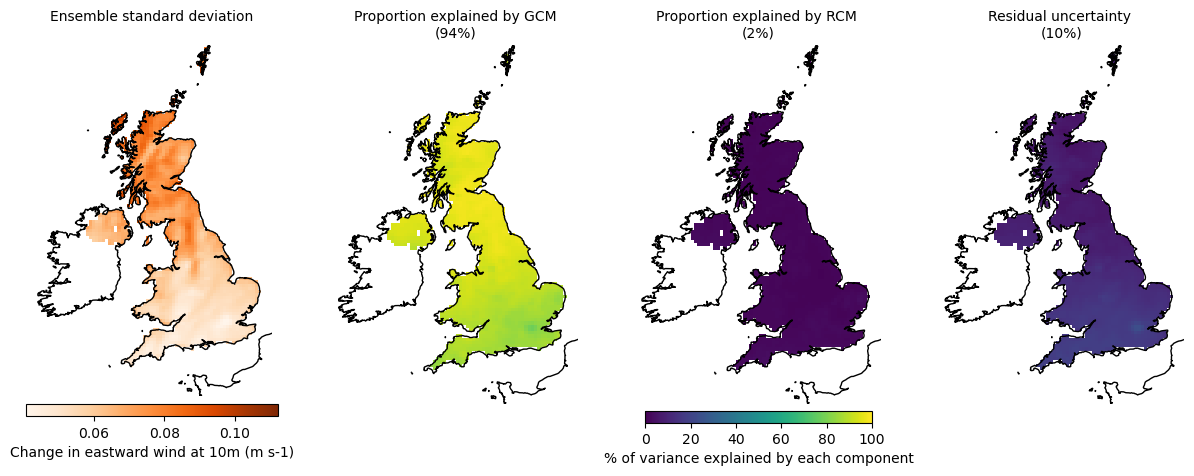 Ensemble standard deviation
Proportion explained by GCM
(94%)
Proportion explained by RCM
(2%)
Residual uncertainty
(10%)
0.06 0.08 0.10
Change in eastward wind at 10m (m s-1)
0 20 40 60 80 100
% of variance explained by each component